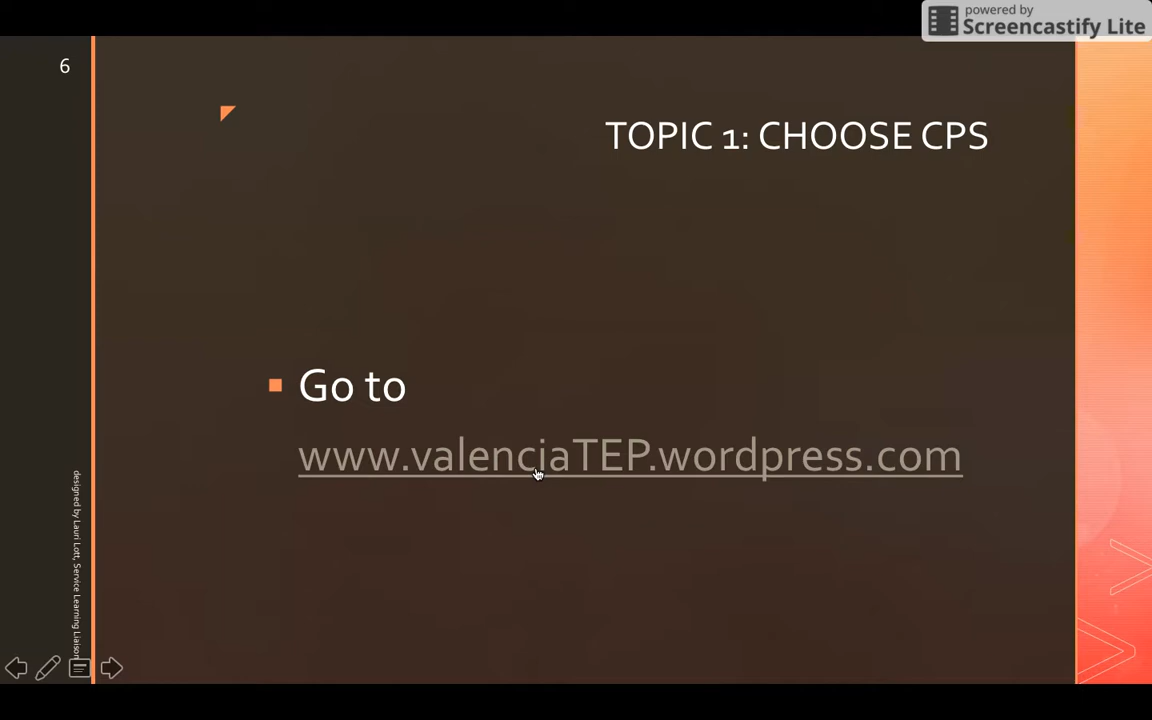 powered by
Screencastify Lite
6
TOPIC 1: CHOOSE CPS
Go to
www.valenciaTEP.wordpress.com
designed by Lauri Lott, Service Learning Liaison